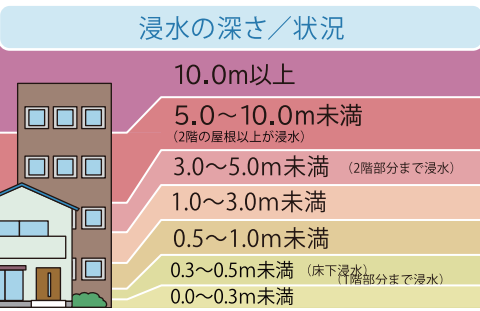 浸水の深さ／状況
10.0m以上
5.0～10.0m未満
（2階の屋根以上が浸水）
3.0～5.0m未満 （2階部分まで浸水）
1.0～3.0m未満
0.5～1.0m未満
0.3～0.5m未満 （床下浸水）
（1階部分まで浸水）
0.0～0.3m未満